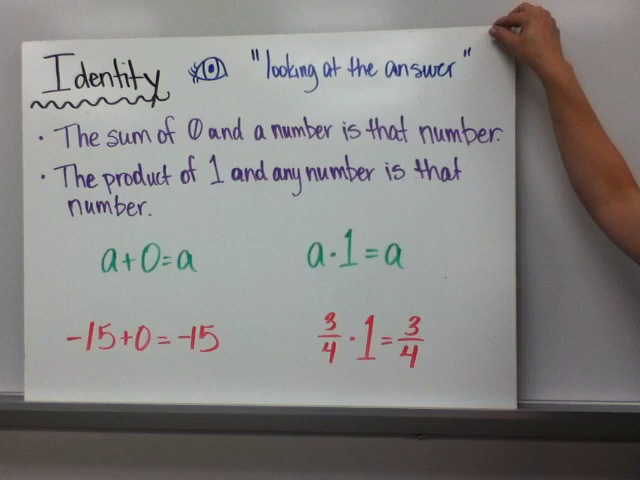 Identity "looking at the answer"
· The sum of 0 and a number is that number.
· The product of 1 and any number is that
number.
a+0=a a·1=a
-15+0=-15 3/4·1=3/4